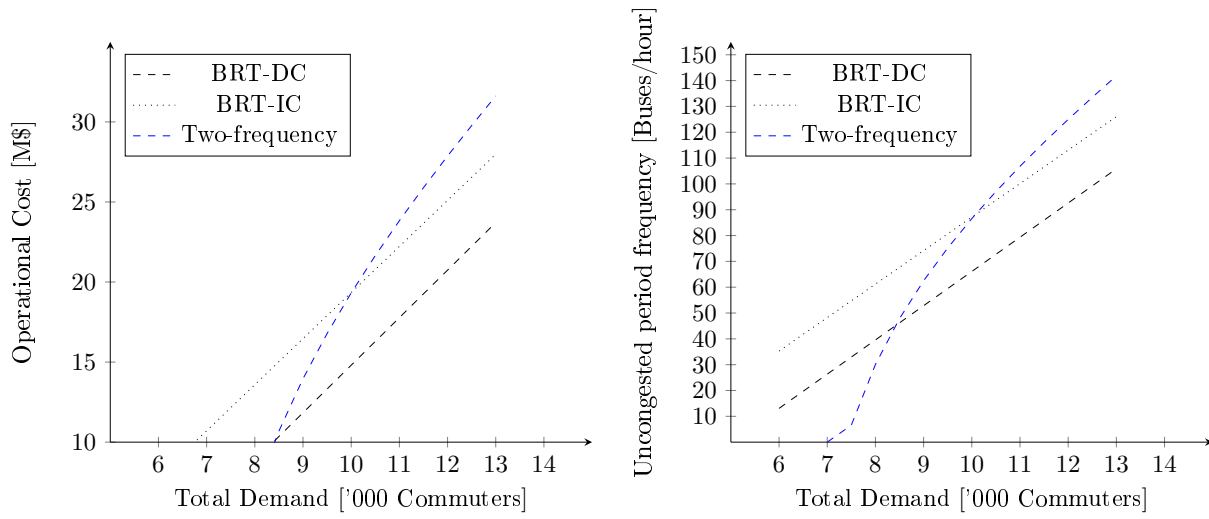 Operational Cost [M$]
BRT-DC
BRT-IC
Two-frequency
30
25
20
15
10
6 7 8 9 10 11 12 13 14
Total Demand ['000 Commuters]
Uncongested period frequency [Buses/hour]
BRT-DC
BRT-IC
Two-frequency
150
140
130
120
110
100
90
80
70
60
50
40
30
20
10
6 7 8 9 10 11 12 13 14
Total Demand ['000 Commuters]